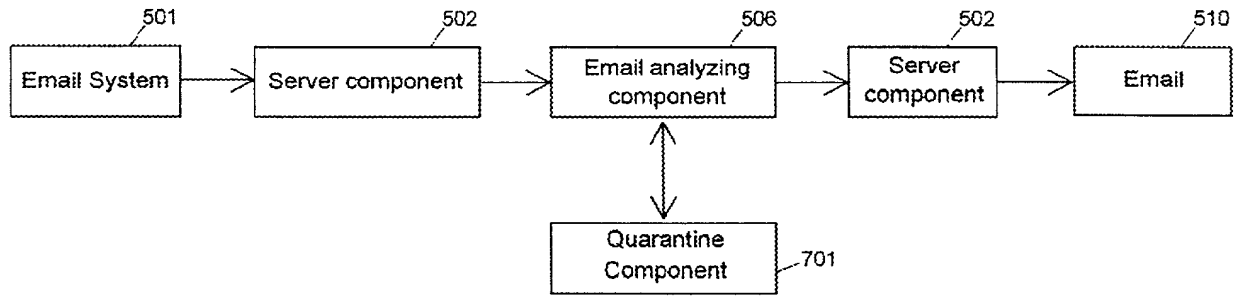 501
502
506
502
510
Email System
Server component
Email analyzing
component
Server
component
Email
Quarantine
Component
701